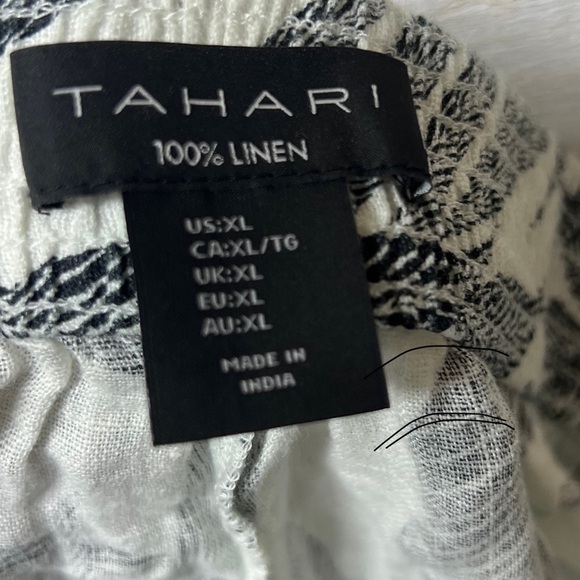 TAHARI
100% LINEN
US:XL
CA:XL/TG
UK:XL
EU:XL
AU:XL
MADE IN
INDIA